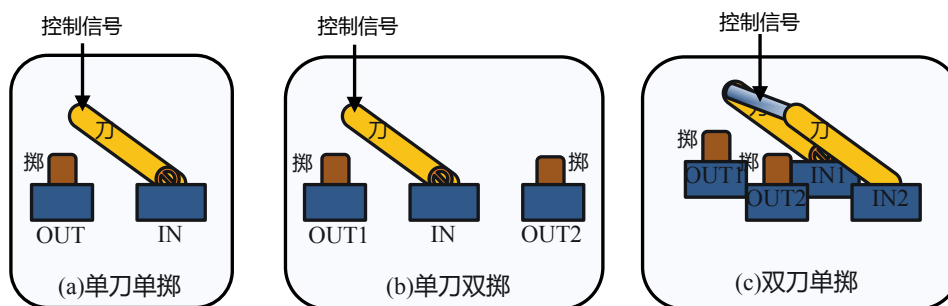 控制信号
刀
掷
OUT
IN
(a)单刀单掷
控制信号
刀
掷
掷
OUT1
IN
OUT2
(b)单刀双掷
控制信号
刀
刀
掷
掷
OUT1
IN1
OUT2
IN2
(c)双刀单掷